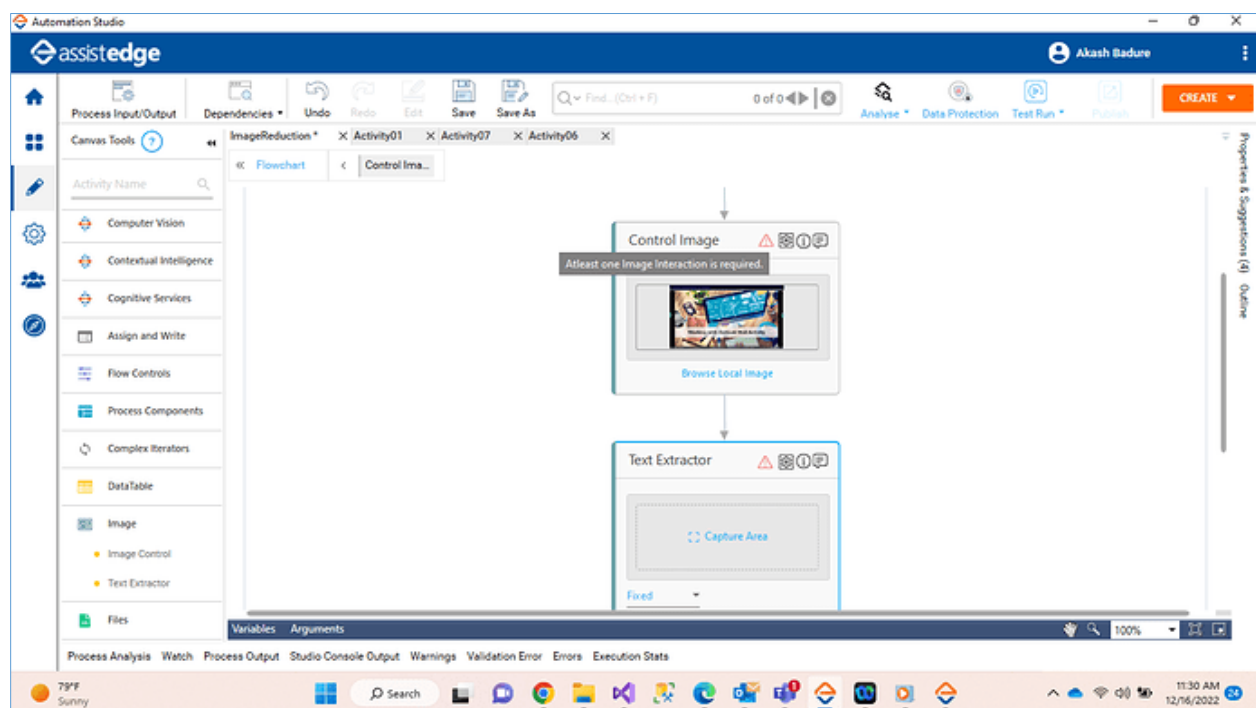 Automation Studio
assistedge
Akash Badure
Process Input/Output Dependencies Undo Redo Edit Save Save As Find...(Ctrl + F) 0 of 0 Analyse Data Protection Test Run Publish CREATE
Canvas Tools ?
ImageReduction * X Activity01 X Activity07 X Activity06 X
« Flowchart < Control Ima...
Activity Name
Computer Vision
Contextual Intelligence
Cognitive Services
Assign and Write
Flow Controls
Process Components
Complex Iterators
DataTable
Image
Image Control
Text Extractor
Files
Control Image
Atleast one Image Interaction is required.
Browse Local Image
Text Extractor
Capture Area
Fixed
Properties & Suggestions (4) Outline
Variables Arguments
100%
Process Analysis Watch Process Output Studio Console Output Warnings Validation Error Errors Execution Stats
79°F
Sunny
Search
11:30 AM
12/16/2022
24